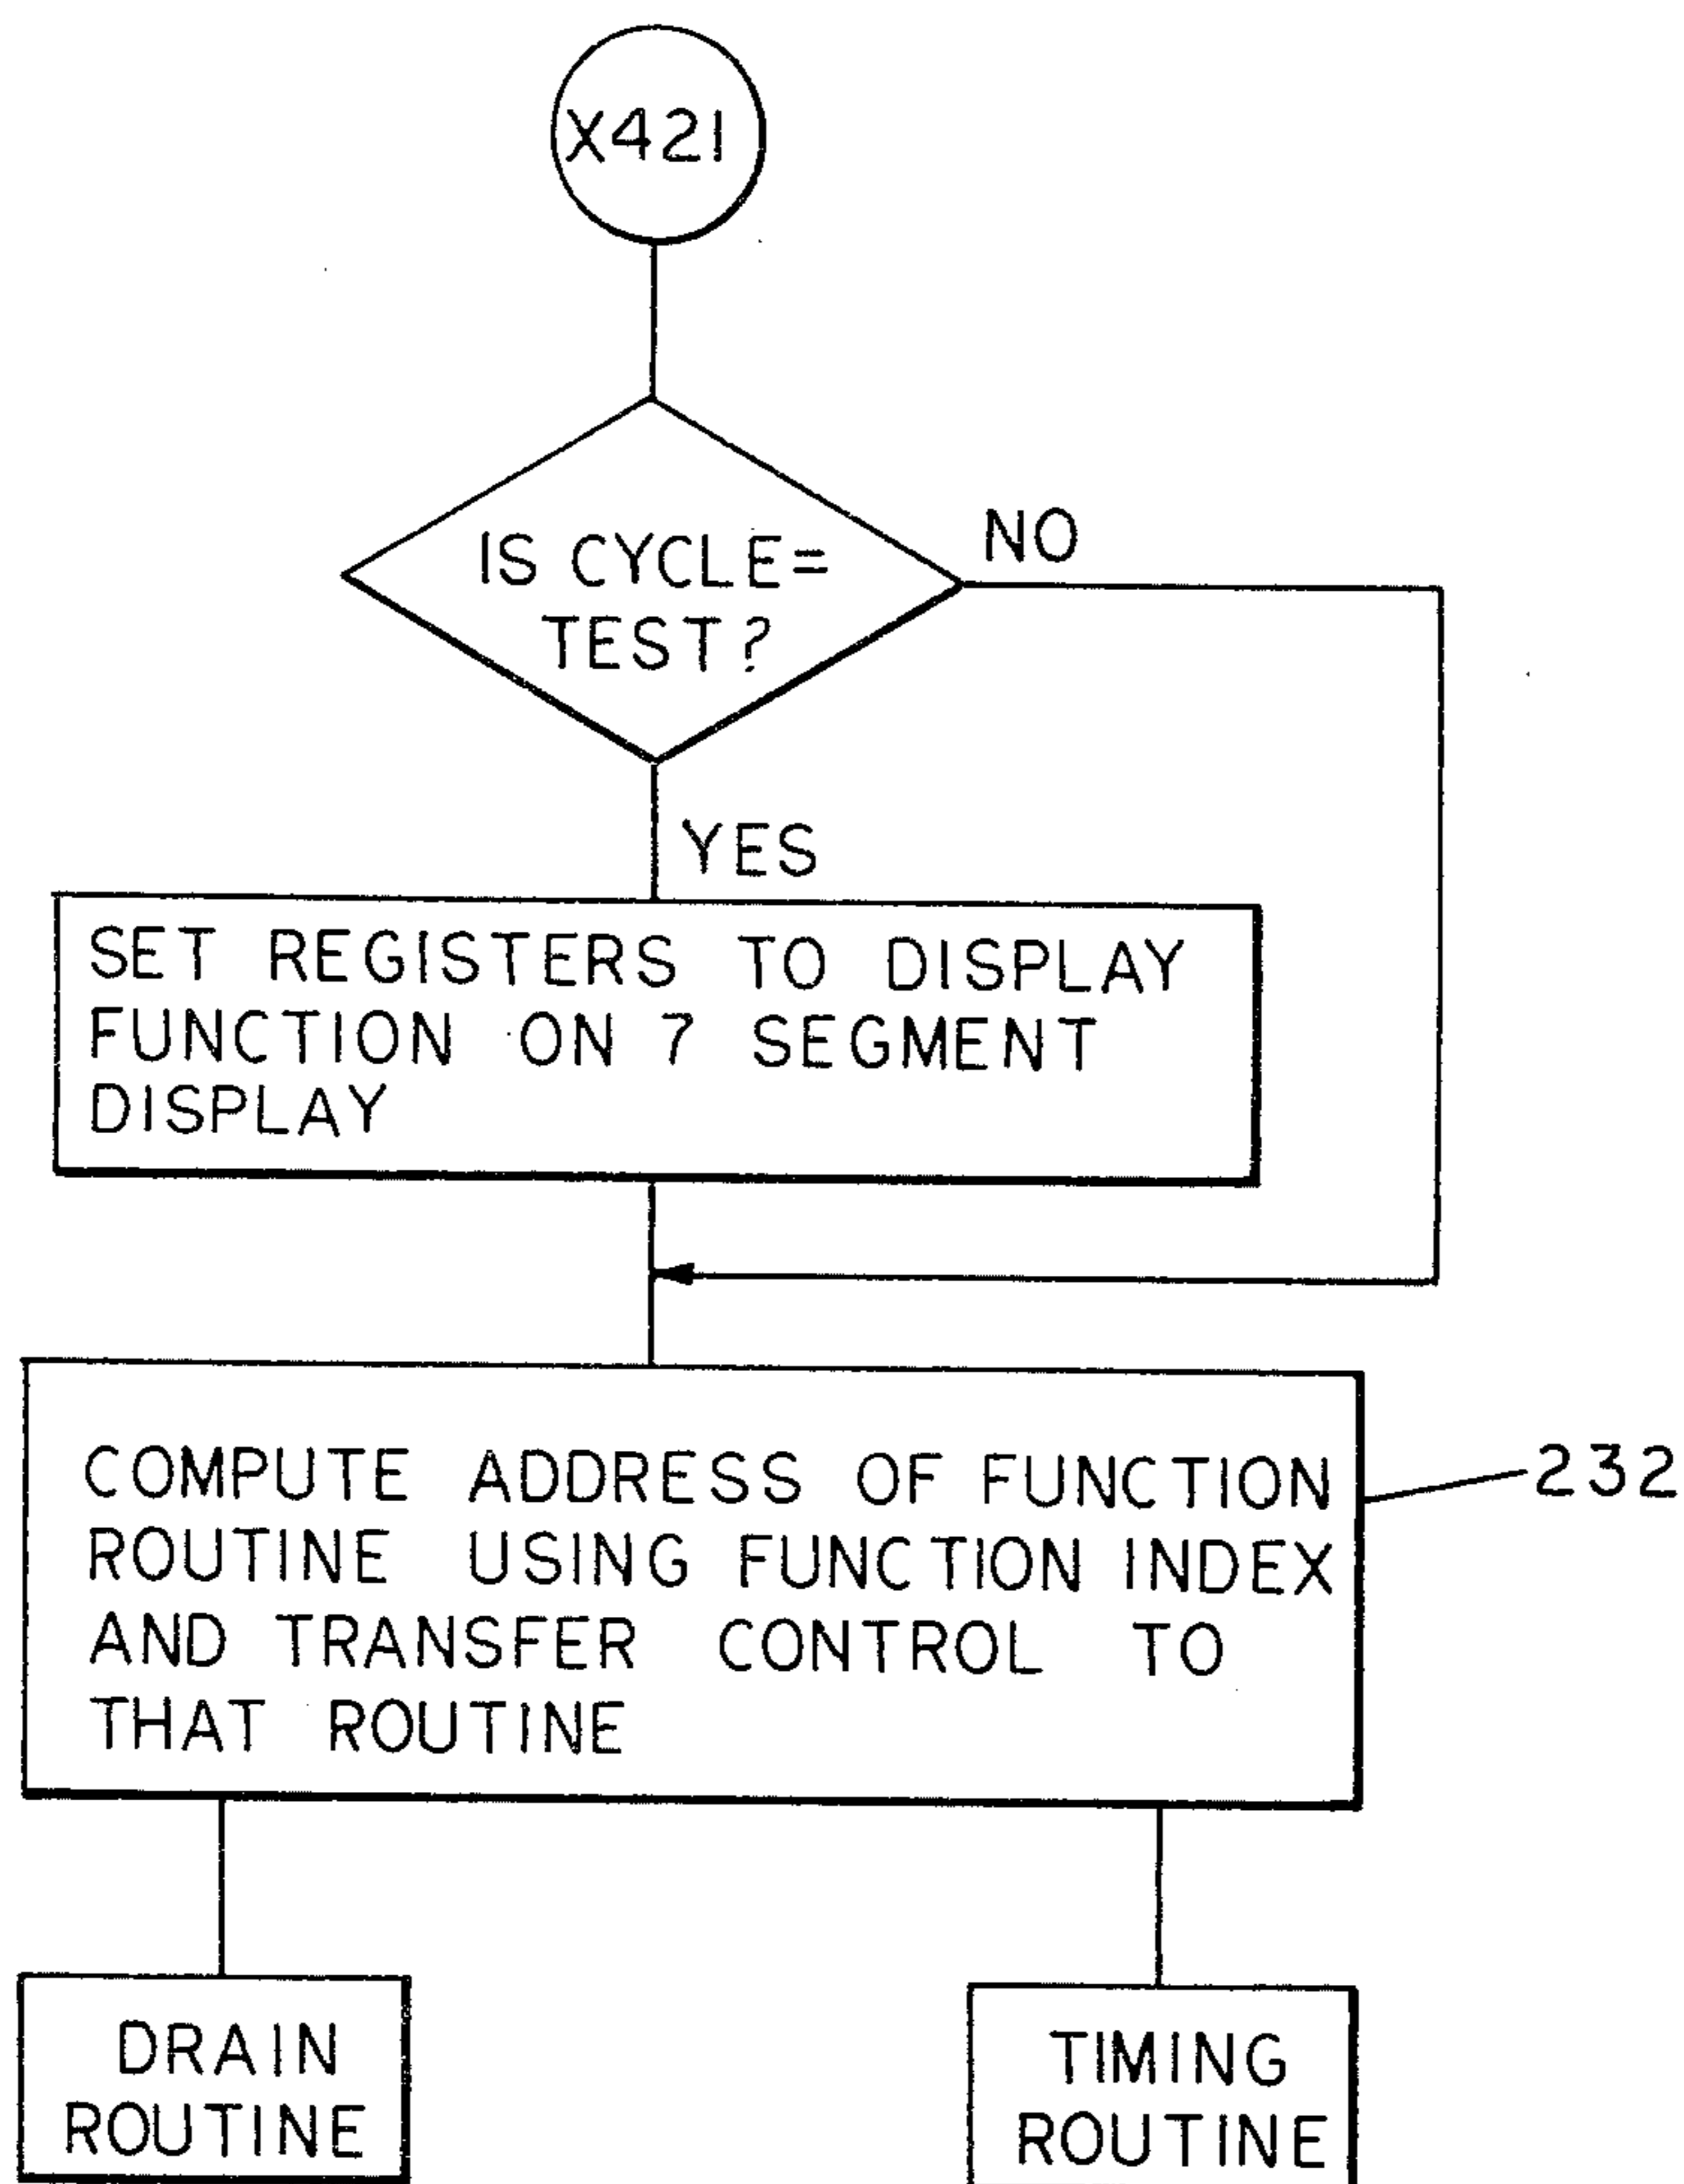 X421
IS CYCLE=
TEST?
NO
YES
SET REGISTERS TO DISPLAY
FUNCTION ON 7 SEGMENT
DISPLAY
COMPUTE ADDRESS OF FUNCTION
ROUTINE USING FUNCTION INDEX
AND TRANSFER CONTROL TO
THAT ROUTINE
232
DRAIN
ROUTINE
TIMING
ROUTINE